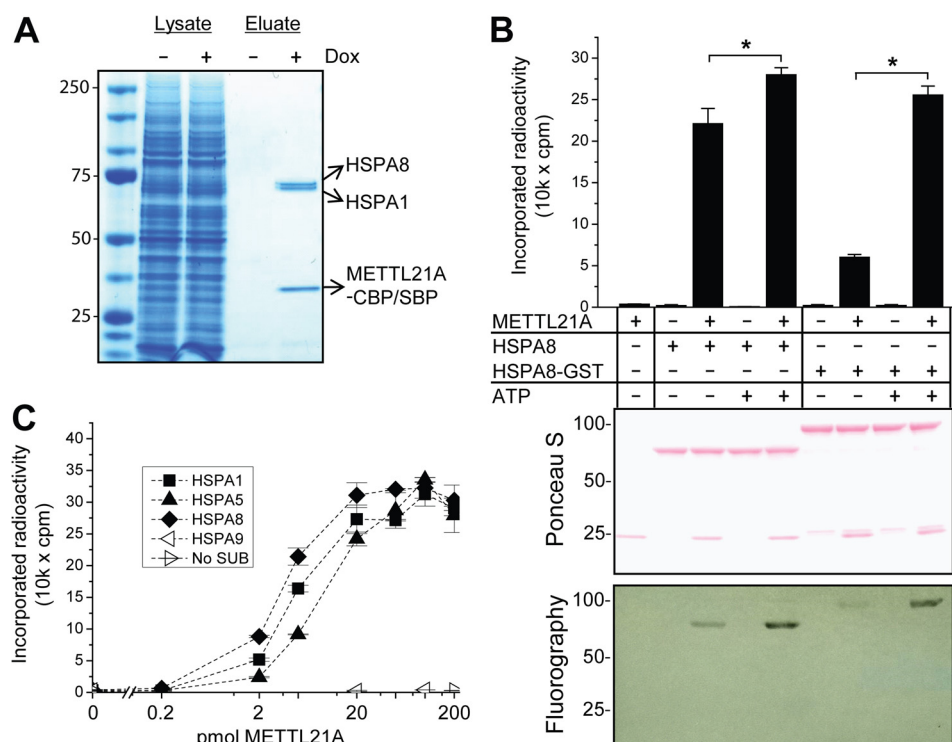 A
Lysate Eluate
− + − + Dox
250
75
50
25
HSPA8
HSPA1
METTL21A
-CBP/SBP
B
Incorporated radioactivity
(10k x cpm)
30
25
20
15
10
5
0
*
*
METTL21A + − + − + − + − +
HSPA8 − + + + + − − − −
HSPA8-GST − − − − − + + + +
ATP − − − + + − − + +
Ponceau S
100-
50-
25-
Fluorography
100-
50-
25-
C
Incorporated radioactivity
(10k x cpm)
40
35
30
25
20
15
10
5
0
HSPA1
HSPA5
HSPA8
HSPA9
No SUB
0 0.2 2 20 200
pmol METTL21A